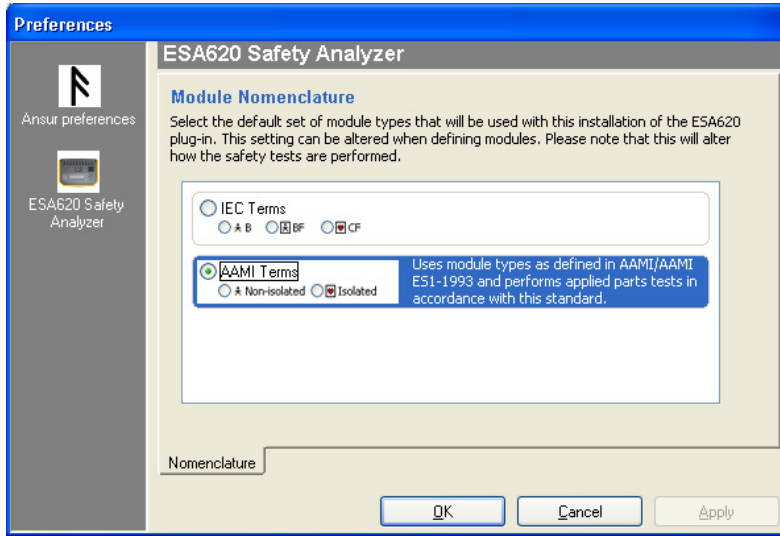 Preferences
ESA620 Safety Analyzer
Ansur preferences
ESA620 Safety
Analyzer
Module Nomenclature
Select the default set of module types that will be used with this installation of the ESA620
plug-in. This setting can be altered when defining modules. Please note that this will alter
how the safety tests are performed.
IEC Terms
B BF CF
AAMI Terms
Non-isolated Isolated
Uses module types as defined in AAMI/AAMI
ES1-1993 and performs applied parts tests in
accordance with this standard.
Nomenclature
OK Cancel Apply